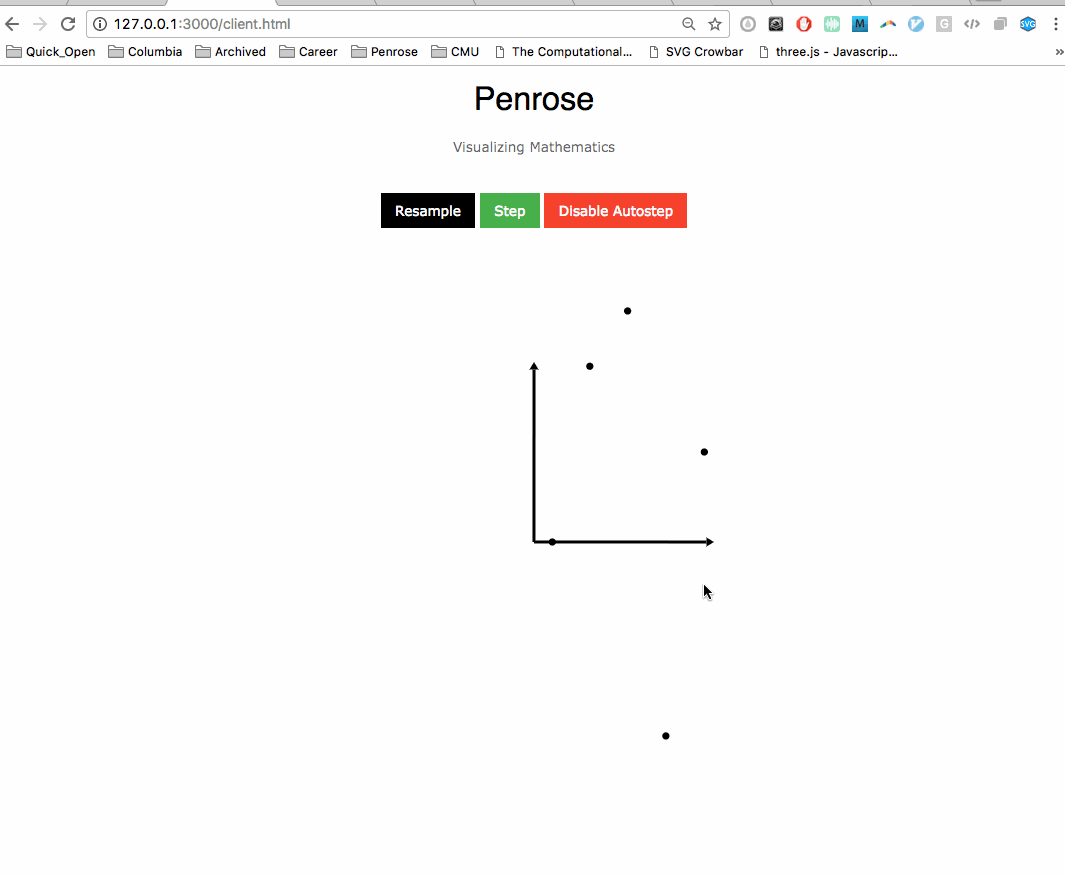 127.0.0.1:3000/client.html
M
G
</>
SVG
Quick_Open Columbia Archived Career Penrose CMU The Computational... SVG Crowbar three.js - Javascrip... »
Penrose
Visualizing Mathematics
Resample Step Disable Autostep